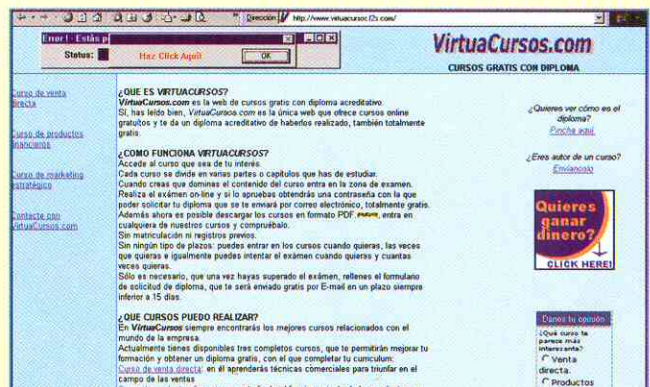 Dirección
http://www.virtuacursos.f2s.com/
Error! - Estás p
Status:
Haz Click Aquí!
OK
VirtuaCursos.com
CURSOS GRATIS CON DIPLOMA
Curso de venta
directa
Curso de productos
financieros
Curso de marketing
estratégico
Contacte con
VirtuaCursos.com
¿QUE ES VIRTUACURSOS?
VirtuaCursos.com es la web de cursos gratis con diploma acreditativo.
Sí, has leído bien, VirtuaCursos.com es la única web que ofrece cursos online
gratuitos y te da un diploma acreditativo de haberlos realizado, también totalmente
gratis.
¿COMO FUNCIONA VIRTUACURSOS?
Accede al curso que sea de tu interés.
Cada curso se divide en varias partes o capítulos que has de estudiar.
Cuando creas que dominas el contenido del curso entra en la zona de examen.
Realiza el exámen on-line y si lo apruebas obtendrás una contraseña con la que
poder solicitar tu diploma que se te enviará por correo electrónico, totalmente gratis.
Además ahora es posible descargar los cursos en formato PDF, entra en
cualquiera de nuestros cursos y compruébalo.
Sin matriculación ni registros previos.
Sin ningún tipo de plazos: puedes entrar en los cursos cuando quieras, las veces
que quieras e igualmente puedes intentar el exámen cuando quieras y cuantas
veces quieras.
Sólo es necesario, que una vez hayas superado el exámen, rellenes el formulario
de solicitud de diploma, que te será enviado gratis por E-mail en un plazo siempre
inferior a 15 días.
¿QUE CURSOS PUEDO REALIZAR?
En VirtuaCursos siempre encontrarás los mejores cursos relacionados con el
mundo de la empresa.
Actualmente tienes disponibles tres completos cursos, que te permitirán mejorar tu
formación y obtener un diploma gratis, con el que completar tu curriculum:
Curso de venta directa: en él aprenderás técnicas comerciales para triunfar en el
campo de las ventas
¿Quieres ver cómo es el
diploma?
Pincha aquí.
¿Eres autor de un curso?
Envíanoslo
Quieres
ganar
dinero?
CLICK HERE!
Danos tu opinión
¿Qué curso te
parece más
interesante?
Venta
directa.
Productos